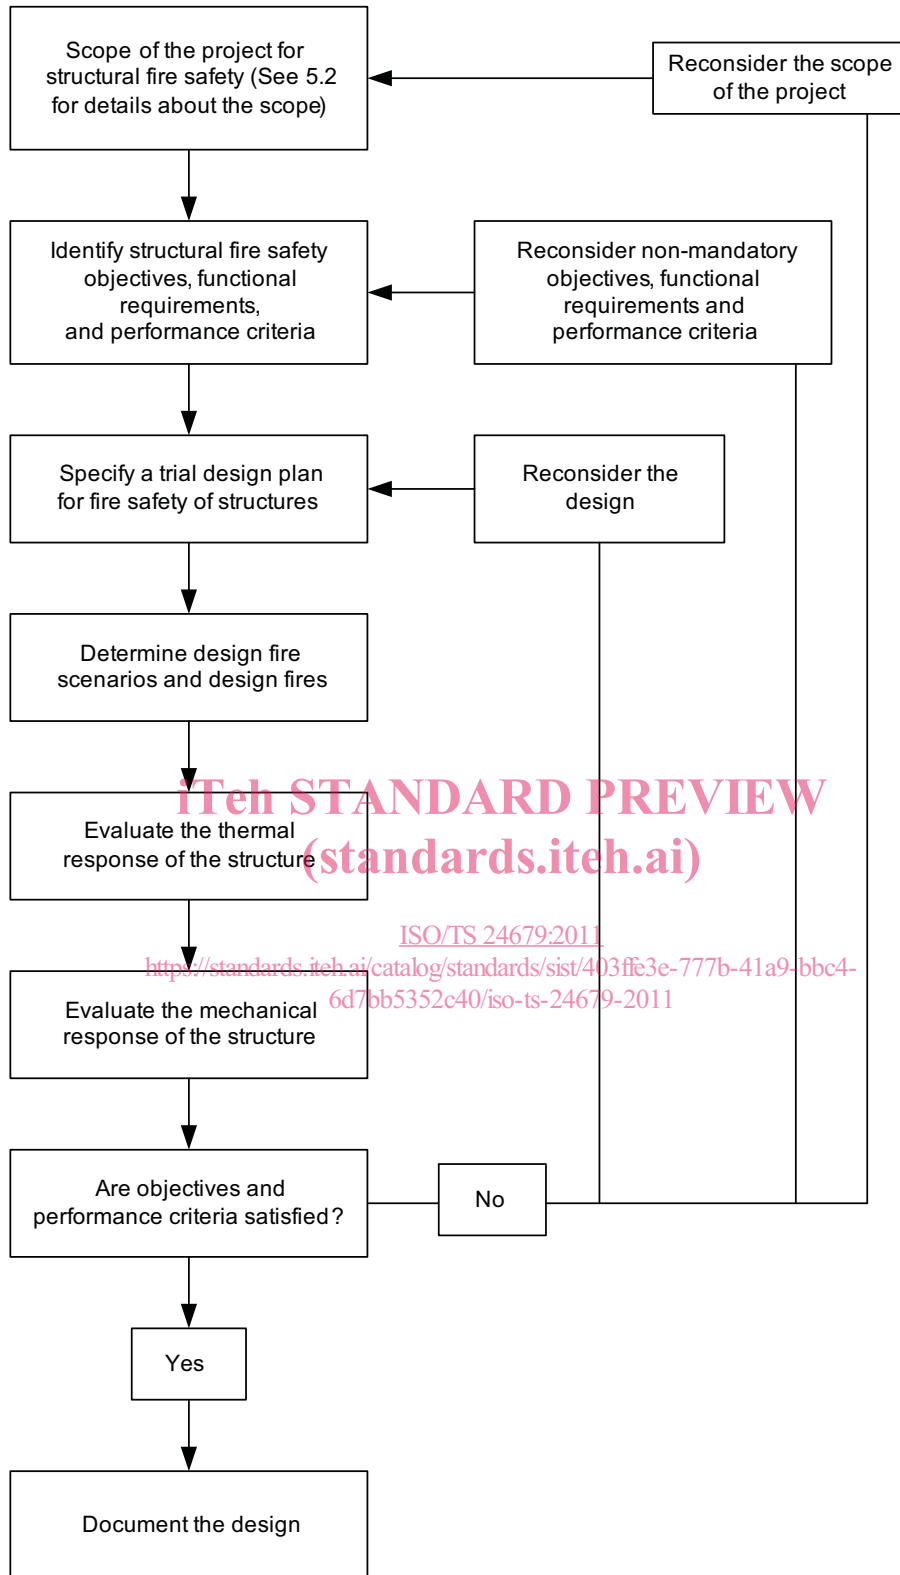 Scope of the project for
structural fire safety (See 5.2
for details about the scope)
Reconsider the scope
of the project
Identify structural fire safety
objectives, functional
requirements,
and performance criteria
Reconsider non-mandatory
objectives, functional
requirements and
performance criteria
Specify a trial design plan
for fire safety of structures
Reconsider the
design
Determine design fire
scenarios and design fires
iTeh STANDARD PREVIEW
(standards.iteh.ai)
Evaluate the thermal
response of the structure
ISO/TS 24679:2011
https://standards.iteh.ai/catalog/standards/sist/403ffe3e-777b-41a9-bbc4-
6d7bb5352c40/iso-ts-24679-2011
Evaluate the mechanical
response of the structure
Are objectives and
performance criteria satisfied?
No
Yes
Document the design